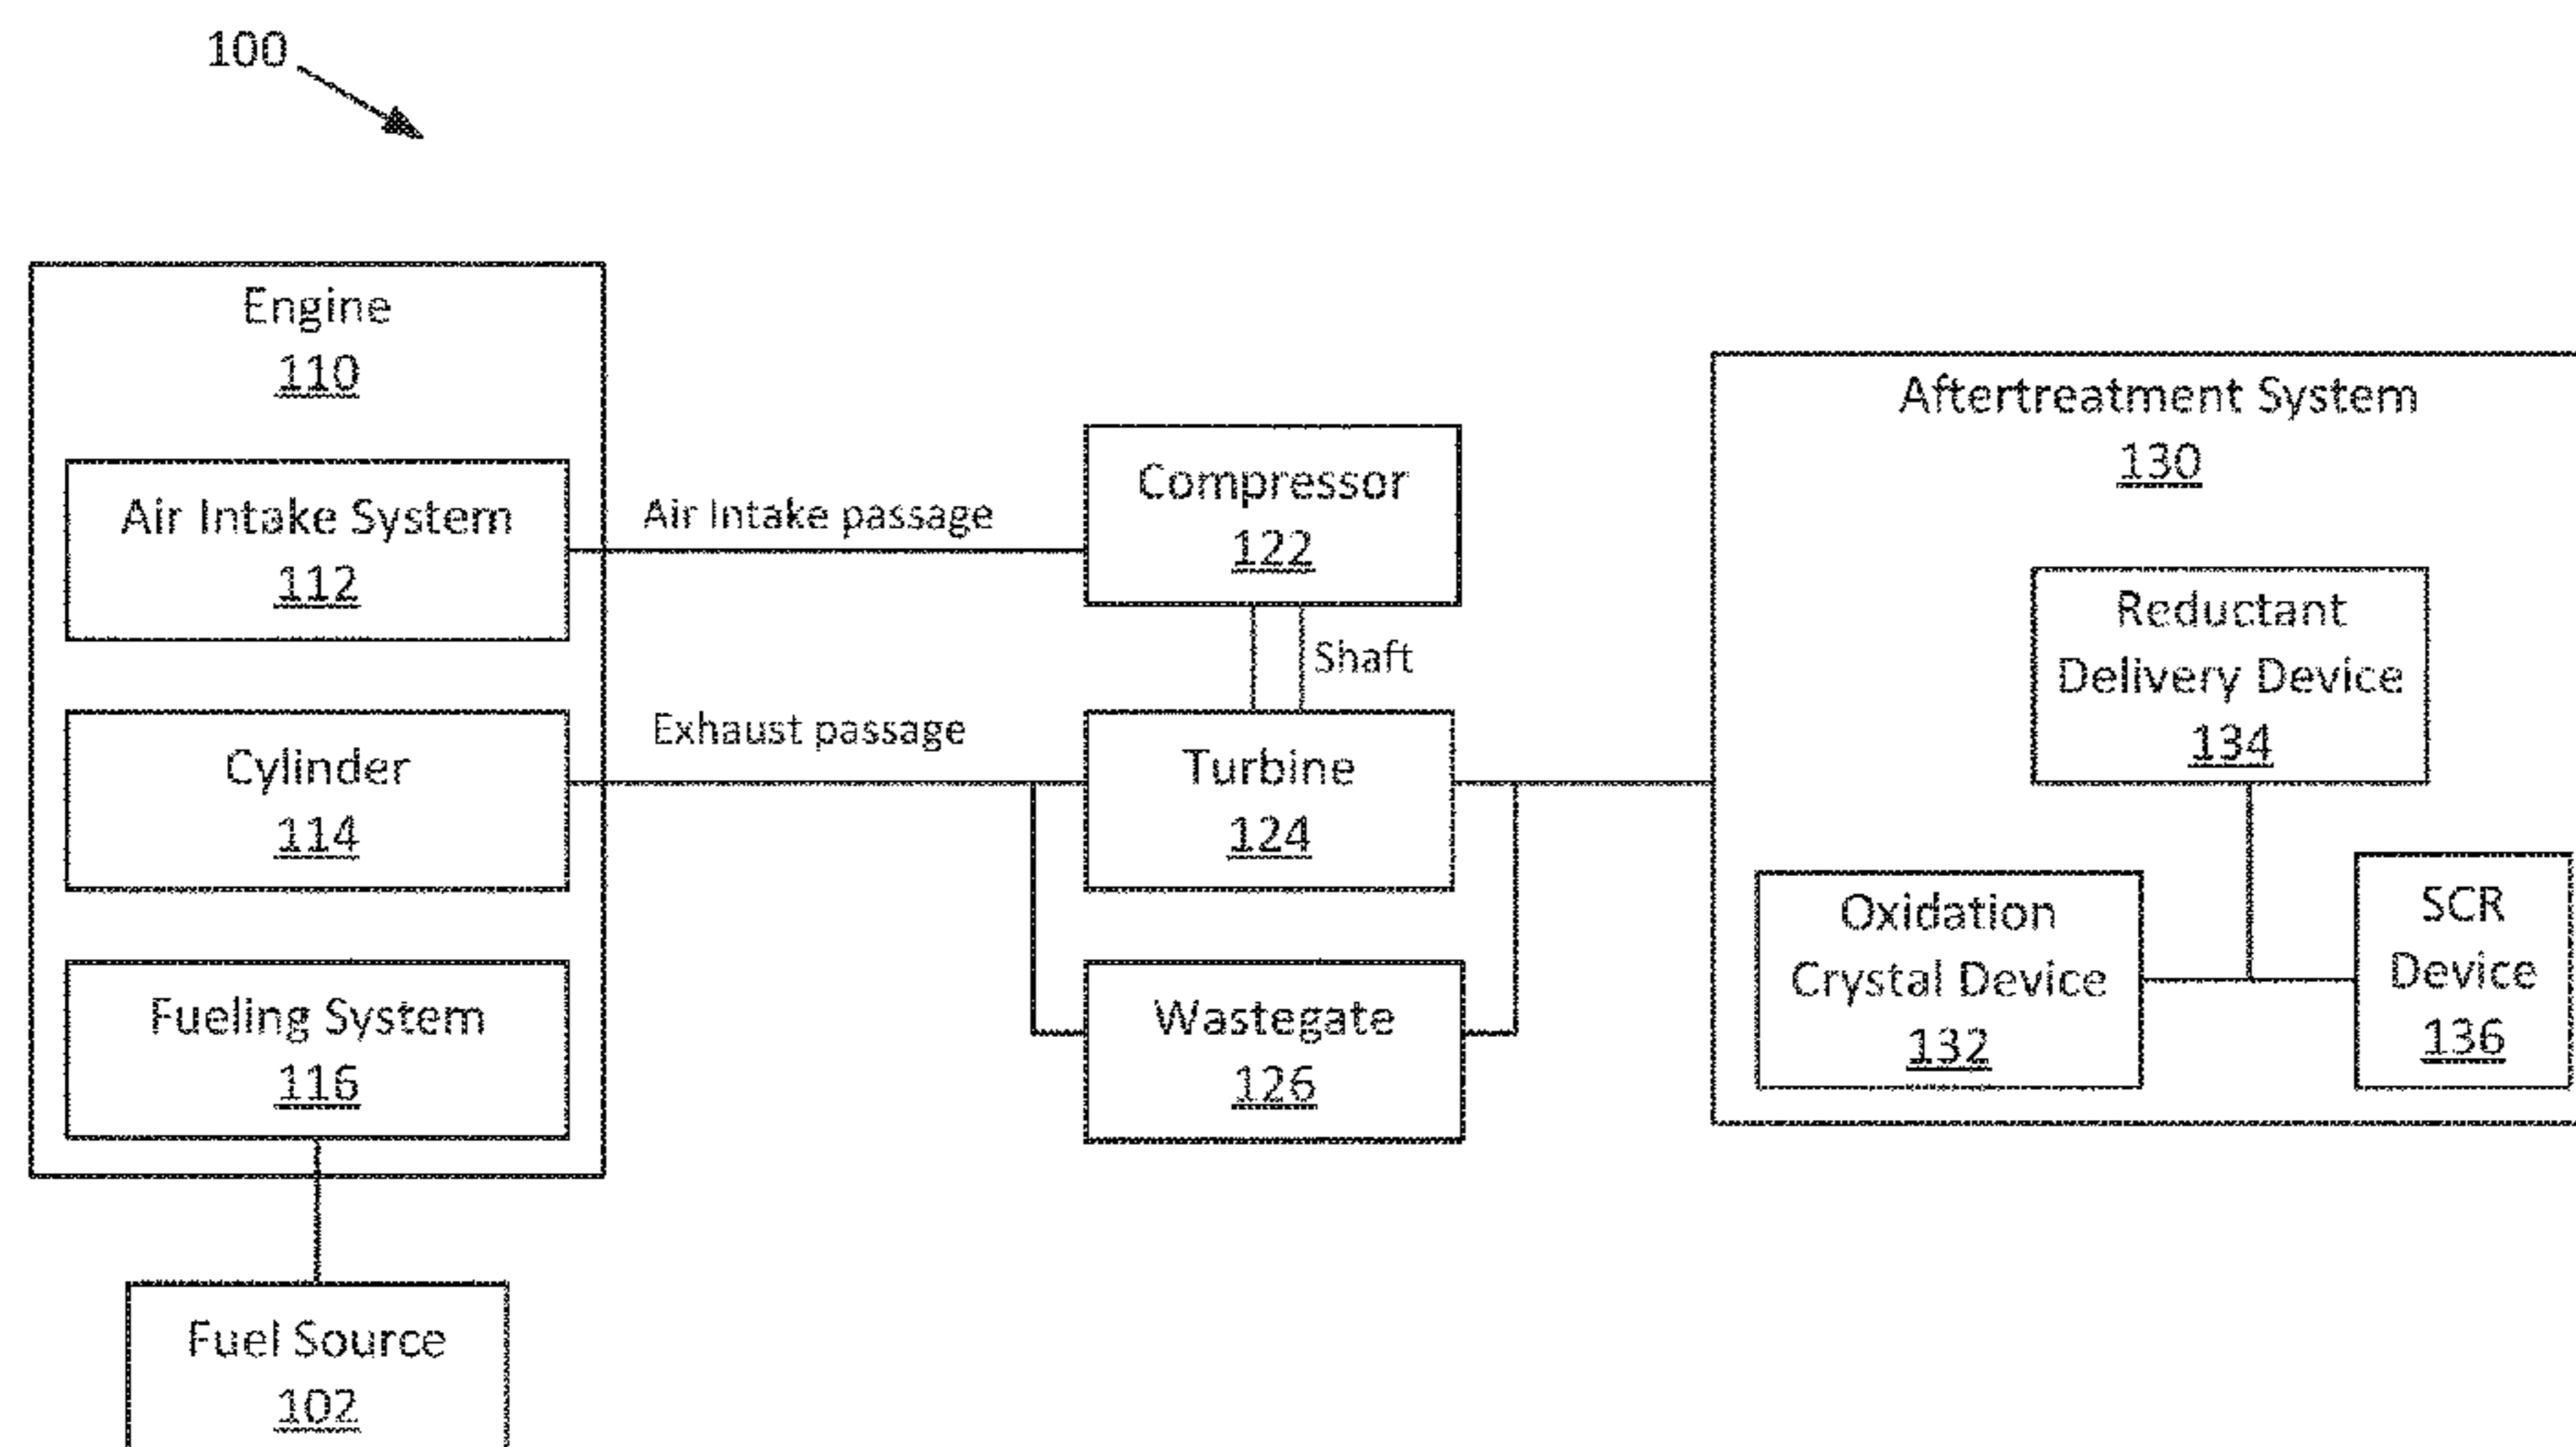 100
Engine
110
Air Intake System
112
Cylinder
114
Fueling System
116
Fuel Source
102
Air Intake passage
Exhaust passage
Compressor
122
Shaft
Turbine
124
Wastegate
126
Aftertreatment System
130
Reductant
Delivery Device
134
Oxidation
Crystal Device
132
SCR
Device
136